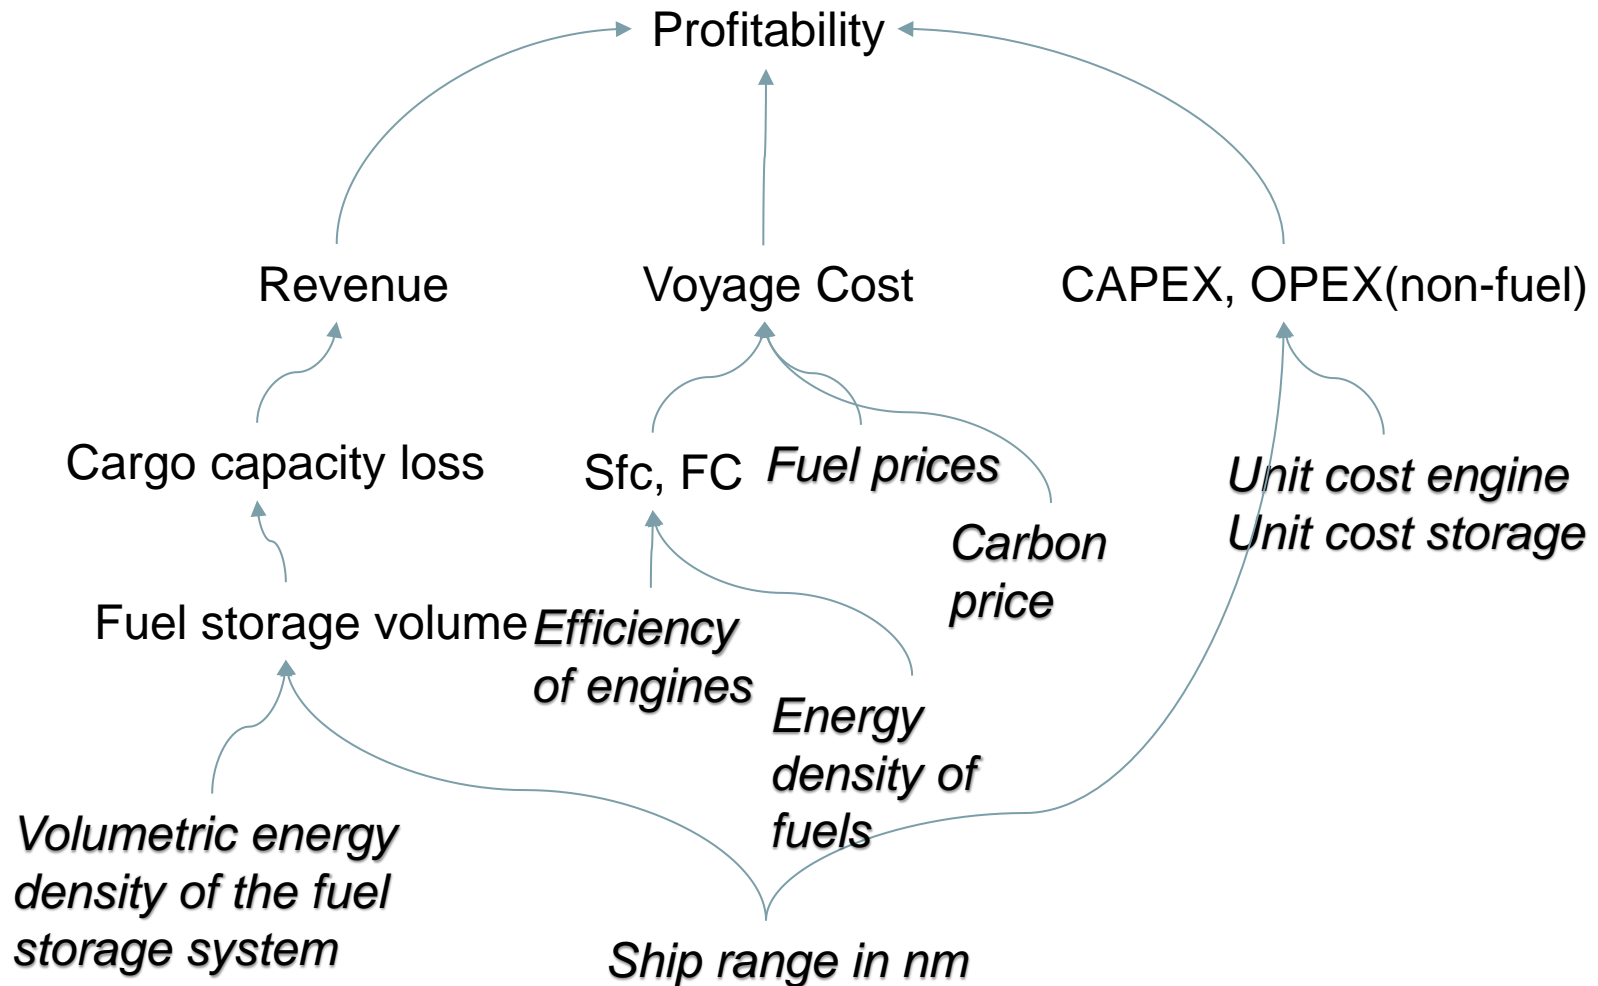 Profitability
Revenue
Voyage Cost
CAPEX, OPEX(non-fuel)
Cargo capacity loss
Sfc, FC
Fuel prices
Unit cost engine
Unit cost storage
Carbon
price
Fuel storage volume
Efficiency
of engines
Energy
density of
fuels
Volumetric energy
density of the fuel
storage system
Ship range in nm